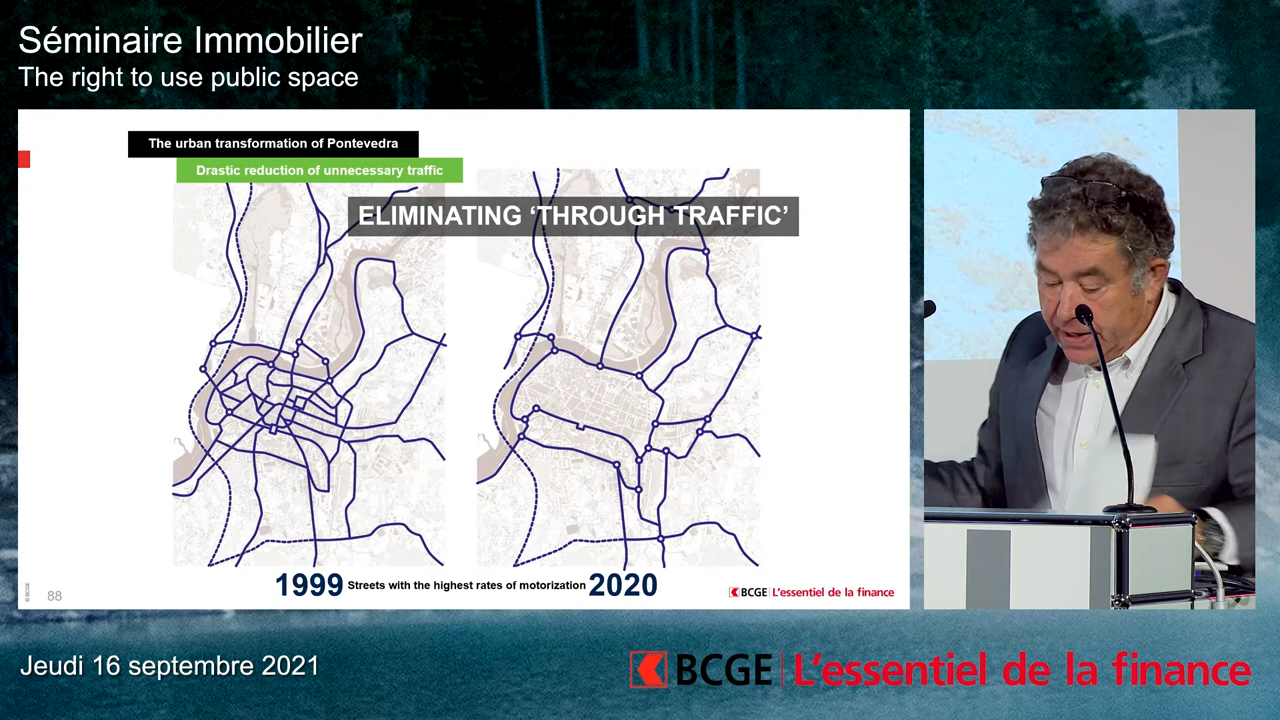 Séminaire Immobilier
The right to use public space
The urban transformation of Pontevedra
Drastic reduction of unnecessary traffic
ELIMINATING ‘THROUGH TRAFFIC’
1999 Streets with the highest rates of motorization 2020
© BCGE
88
BCGE L'essentiel de la finance
Jeudi 16 septembre 2021
BCGE L'essentiel de la finance